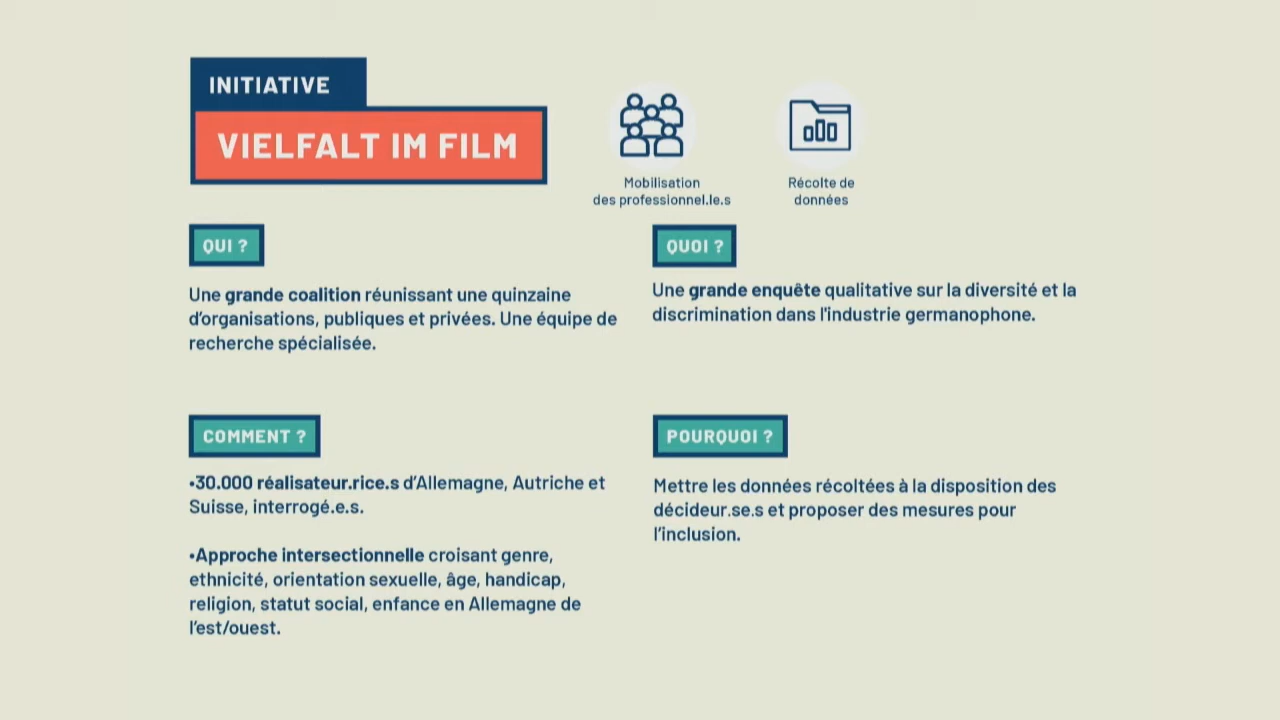 INITIATIVE
VIELFALT IM FILM
Mobilisation
des professionnel.le.s
Récolte de
données
QUI ?
Une grande coalition réunissant une quinzaine
d’organisations, publiques et privées. Une équipe de
recherche spécialisée.
QUOI ?
Une grande enquête qualitative sur la diversité et la
discrimination dans l'industrie germanophone.
COMMENT ?
•30.000 réalisateur.rice.s d’Allemagne, Autriche et
Suisse, interrogé.e.s.
•Approche intersectionnelle croisant genre,
ethnicité, orientation sexuelle, âge, handicap,
religion, statut social, enfance en Allemagne de
l’est/ouest.
POURQUOI ?
Mettre les données récoltées à la disposition des
décideur.se.s et proposer des mesures pour
l’inclusion.